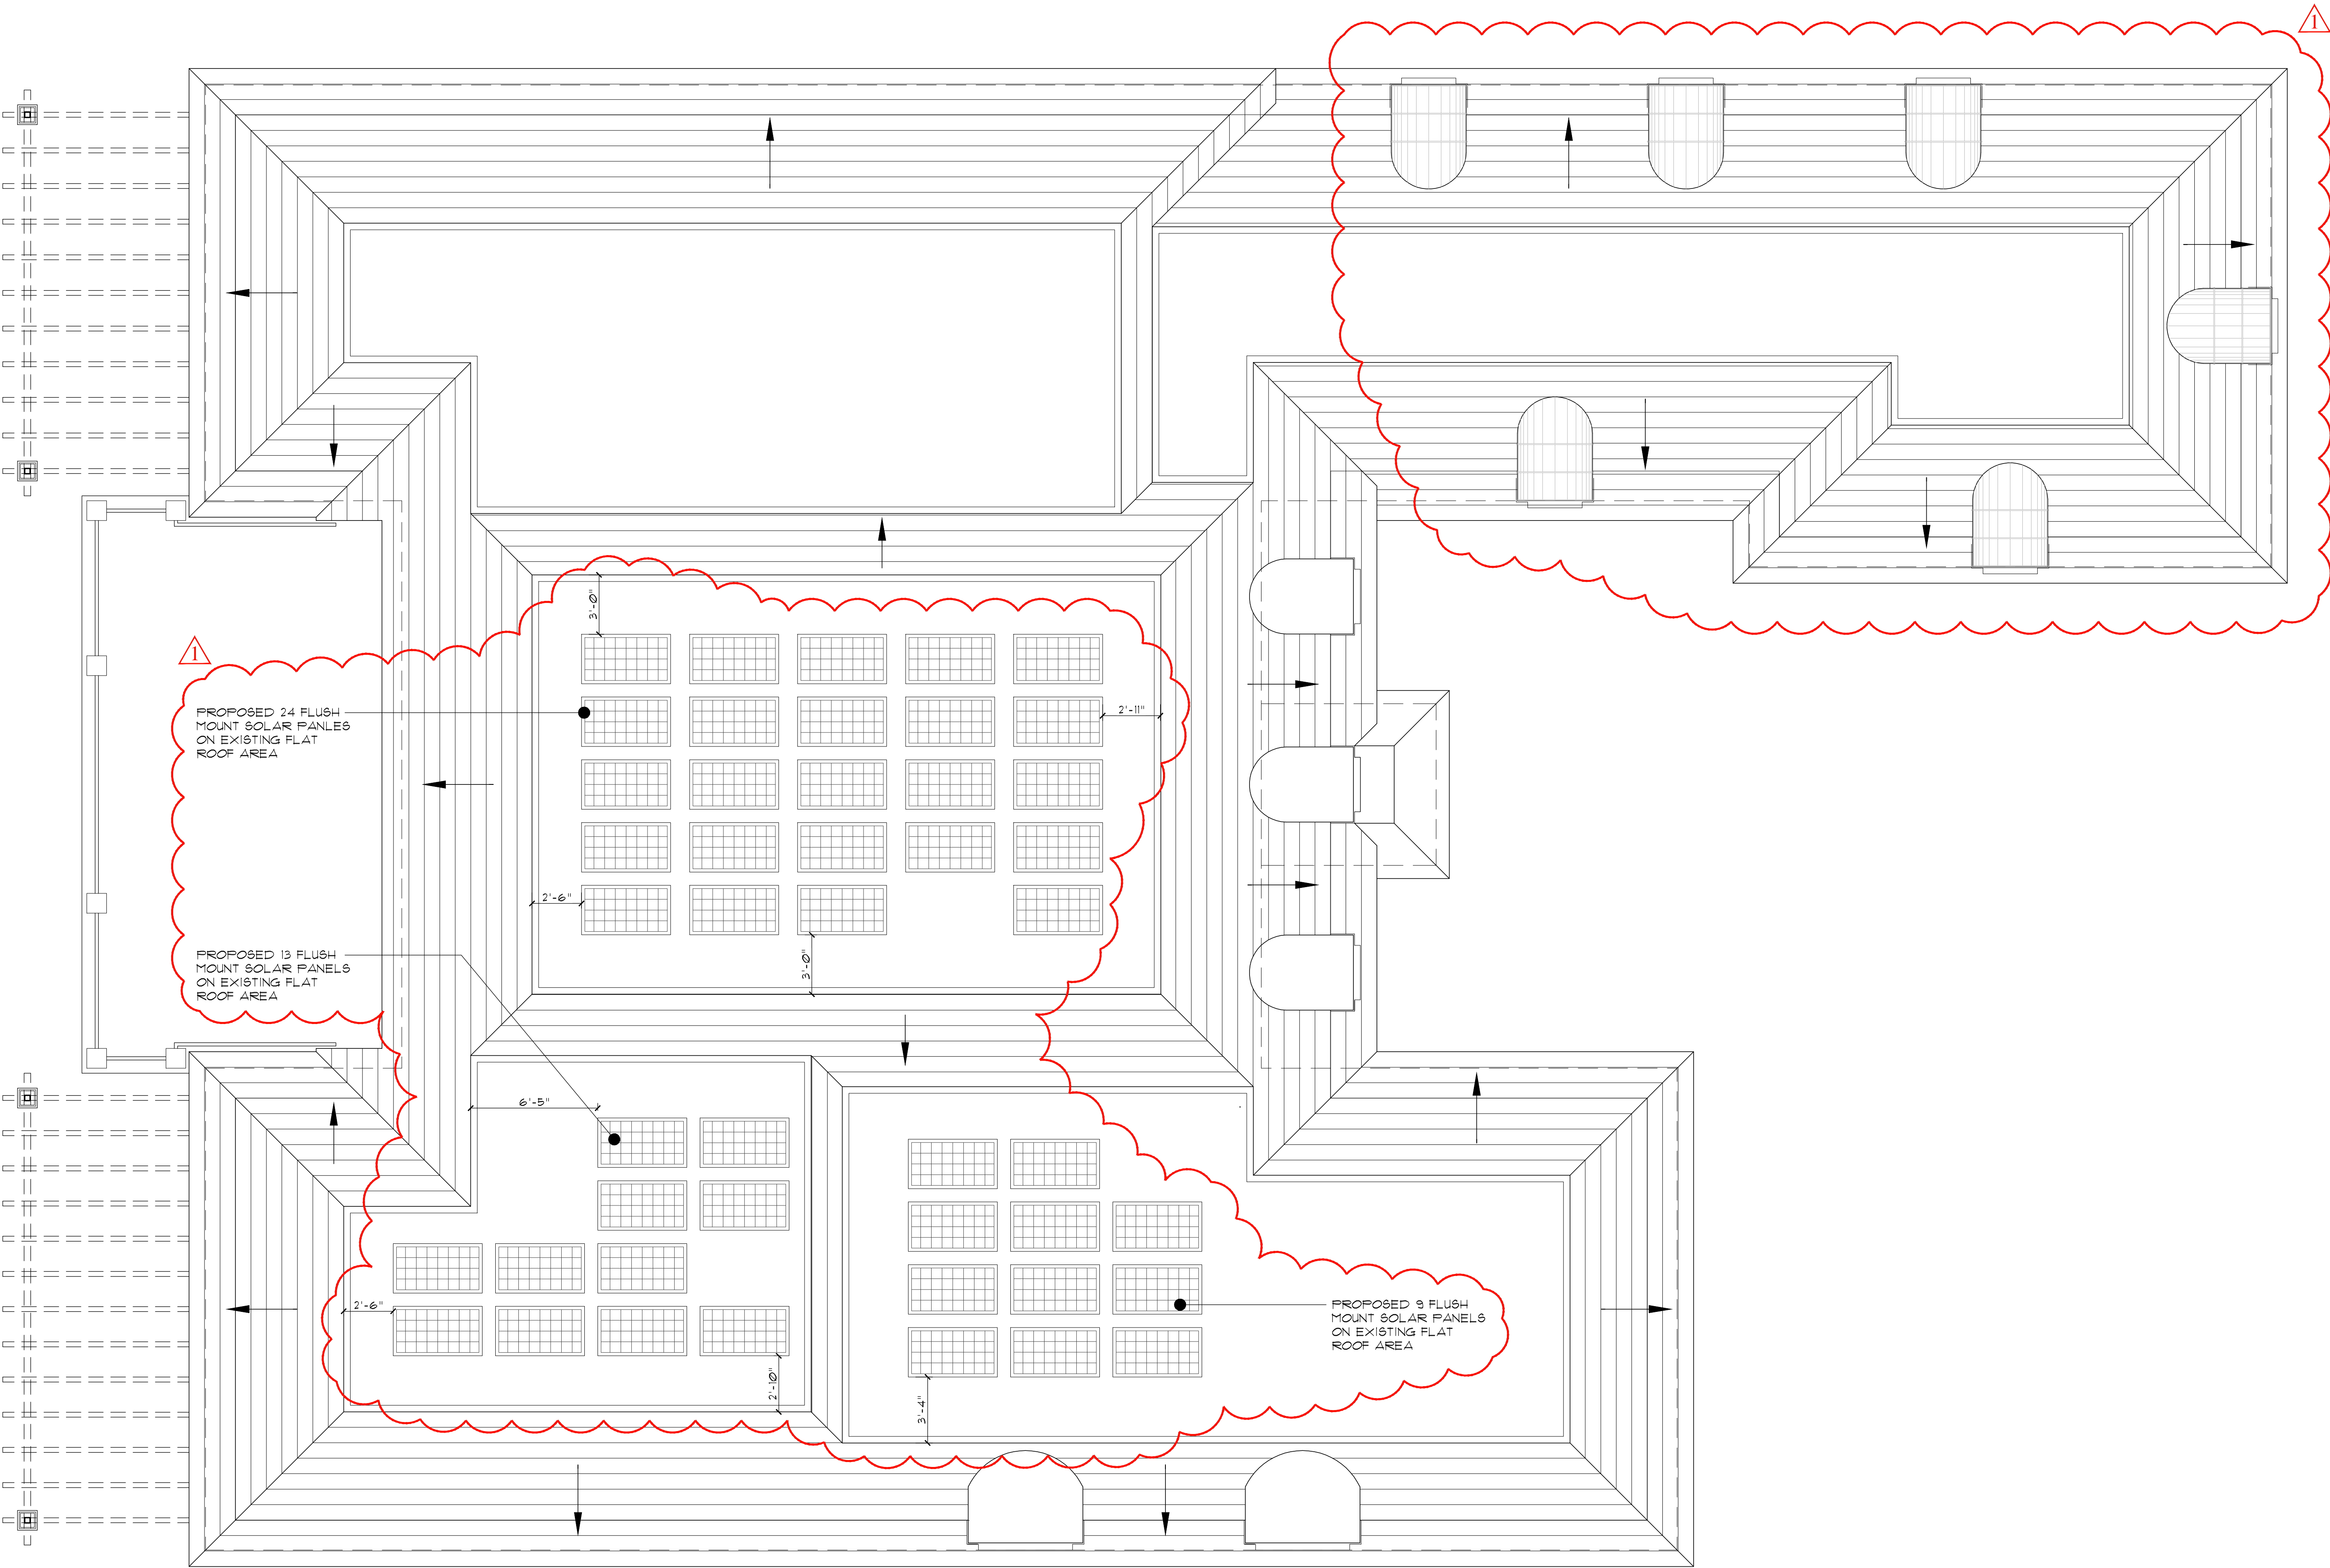 1
3'-0"
1
PROPOSED 24 FLUSH
MOUNT SOLAR PANLES
ON EXISTING FLAT
ROOF AREA
2'-11"
2'-6"
3'-0"
PROPOSED 13 FLUSH
MOUNT SOLAR PANELS
ON EXISTING FLAT
ROOF AREA
6'-5"
2'-6"
2'-10"
3'-4"
PROPOSED 9 FLUSH
MOUNT SOLAR PANELS
ON EXISTING FLAT
ROOF AREA